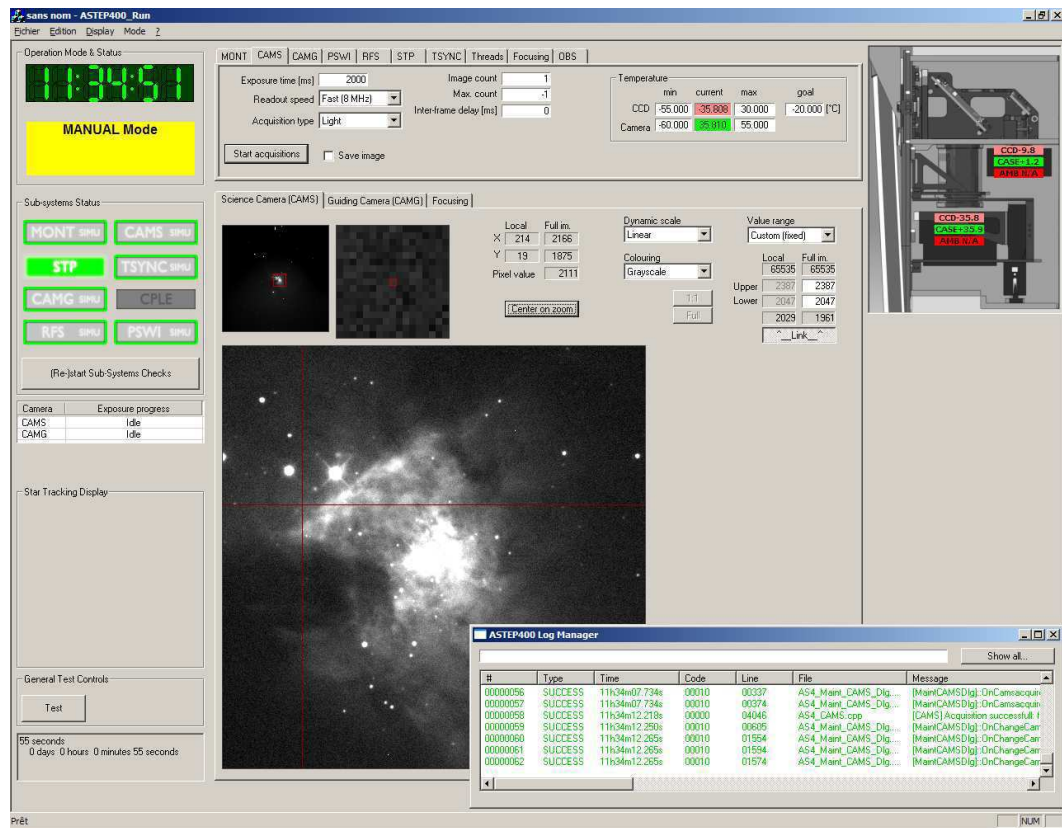 sans nom - ASTEP400_Run
Fichier Edition Display Mode ?
Operation Mode & Status
11:34:51
MANUAL Mode
Sub-systems Status
MONT SIMU CAMS SIMU
STP TSYNC SIMU
CAMG SIMU CPLE
RFS SIMU PSWI SIMU
(Re-)start Sub-Systems Checks
Camera Exposure progress
CAMS Idle
CAMG Idle
Star Tracking Display
General Test Controls
Test
55 seconds
0 days 0 hours 0 minutes 55 seconds
Prêt
NUM
MONT CAMS CAMG PSWI RFS STP TSYNC Threads Focusing OBS
Exposure time [ms] 2000 Image count 1
Readout speed Fast (8 MHz) Max. count -1
Acquisition type Light Inter-frame delay [ms] 0
Start acquisitions Save image
Temperature
min current max goal
CCD -55.000 -35.808 30.000 -20.000 [°C]
Camera -60.000 35.810 55.000
Science Camera (CAMS) Guiding Camera (CAMG) Focusing
Local Full im.
X 214 2166
Y 19 1875
Pixel value 2111
Center on zoom
Dynamic scale
Linear
Colouring
Grayscale
1:1
Full
Value range
Custom (fixed)
Local Full im.
65535 65535
Upper 2387 2387
Lower 2047 2047
2029 1961
^__Link__^
CCD-9.8
CASE+1.2
AMB N/A
CCD-35.8
CASE+35.9
AMB N/A
ASTEP400 Log Manager
Show all...
# Type Time Code Line File Message
00000056 SUCCESS 11h34m07.734s 00010 00337 AS4_Maint_CAMS_Dlg.... [MaintCAMSDlg]::OnCamsacquir
00000057 SUCCESS 11h34m07.734s 00010 00374 AS4_Maint_CAMS_Dlg.... [MaintCAMSDlg]::OnCamsacquir
00000058 SUCCESS 11h34m12.218s 00000 04046 AS4_CAMS.cpp [CAMS] Acquisition successfull:
00000059 SUCCESS 11h34m12.250s 00010 00605 AS4_Maint_CAMS_Dlg.... [MaintCAMSDlg]::OnChangeCam
00000060 SUCCESS 11h34m12.265s 00010 01554 AS4_Maint_CAMS_Dlg.... [MaintCAMSDlg]::OnChangeCam
00000061 SUCCESS 11h34m12.265s 00010 01594 AS4_Maint_CAMS_Dlg.... [MaintCAMSDlg]::OnChangeCam
00000062 SUCCESS 11h34m12.265s 00010 01574 AS4_Maint_CAMS_Dlg.... [MaintCAMSDlg]::OnChangeCam